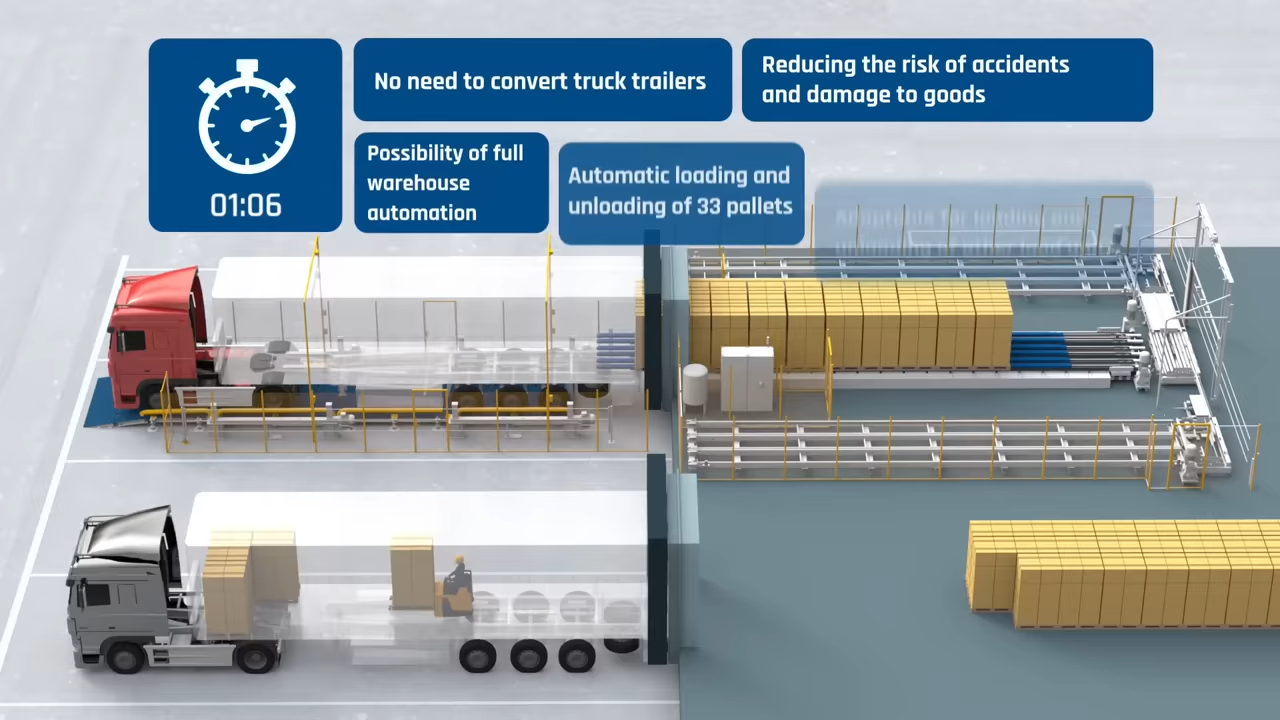 No need to convert truck trailers
Reducing the risk of accidents
and damage to goods
01:06
Possibility of full
warehouse
automation
Automatic loading and
unloading of 33 pallets